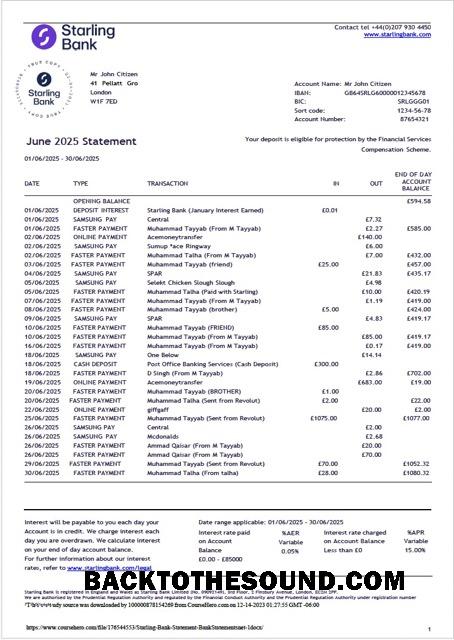 Starling
Bank
Contact tel +44(0)207 930 4450
www.starlingbank.com
TRUE COPY
Starling
Bank
Mr John Citizen
41 Pellatt Gro
London
W1F 7ED
Account Name: Mr John Citizen
IBAN: GB64SRLG60000012345678
BIC: SRLGGG01
Sort code: 1234-56-78
Account Number: 87654321
June 2025 Statement
Your deposit is eligible for protection by the Financial Services
Compensation Scheme.
01/06/2025 - 30/06/2025
DATE TYPE TRANSACTION IN OUT END OF DAY ACCOUNT BALANCE
OPENING BALANCE £594.58
01/06/2025 DEPOSIT INTEREST Starling Bank (January Interest Earned) £0.01
01/06/2025 SAMSUNG PAY Central £7.32
01/06/2025 FASTER PAYMENT Muhammad Tayyab (From M Tayyab) £2.27 £585.00
02/06/2025 ONLINE PAYMENT Acemoneytransfer £140.00
02/06/2025 SAMSUNG PAY Sumup *ace Ringway £6.00
02/06/2025 FASTER PAYMENT Muhammad Talha (From M Tayyab) £7.00 £432.00
03/06/2025 FASTER PAYMENT Muhammad Tayyab (friend) £25.00 £457.00
04/06/2025 SAMSUNG PAY SPAR £21.83 £435.17
05/06/2025 SAMSUNG PAY Selekt Chicken Slough Slough £4.98
05/06/2025 FASTER PAYMENT Muhammad Talha (Paid with Starling) £10.00 £420.19
07/06/2025 FASTER PAYMENT Muhammad Tayyab (From M Tayyab) £1.19 £419.00
08/06/2025 FASTER PAYMENT Muhammad Tayyab (brother) £5.00 £424.00
09/06/2025 SAMSUNG PAY SPAR £4.83 £419.17
10/06/2025 FASTER PAYMENT Muhammad Tayyab (FRIEND) £85.00
10/06/2025 FASTER PAYMENT Muhammad Tayyab (From M Tayyab) £85.00 £419.17
16/06/2025 FASTER PAYMENT Muhammad Tayyab (From M Tayyab) £0.17 £419.00
18/06/2025 SAMSUNG PAY One Below £14.14
18/06/2025 CASH DEPOSIT Post Office Banking Services (Cash Deposit) £300.00
18/06/2025 FASTER PAYMENT D Singh (From M Tayyab) £2.86 £702.00
19/06/2025 ONLINE PAYMENT Acemoneytransfer £683.00 £19.00
20/06/2025 FASTER PAYMENT Muhammad Tayyab (BROTHER) £1.00
20/06/2025 FASTER PAYMENT Muhammad Talha (Sent from Revolut) £2.00 £22.00
22/06/2025 ONLINE PAYMENT giffgaff £20.00 £2.00
25/06/2025 FASTER PAYMENT Muhammad Tayyab (Sent from Revolut) £1075.00 £1077.00
26/06/2025 SAMSUNG PAY Central £2.00
26/06/2025 SAMSUNG PAY Mcdonalds £2.68
26/06/2025 FASTER PAYMENT Ammad Qaisar (From M Tayyab) £20.00
26/06/2025 FASTER PAYMENT Ammad Qaisar (From M Tayyab) £70.00
29/06/2025 FASTER PAYMENT Muhammad Tayyab (Sent from Revolut) £70.00 £1052.32
30/06/2025 FASTER PAYMENT Muhammad Talha (From talha) £28.00 £1080.32
Interest will be payable to you each day your
Account is in credit. We charge interest each
day you are overdrawn. We calculate interest
on your end of day account balance.
For further information about our interest
rates, refer to www.starlingbank.com/legal
Date range applicable: 01/06/2025 - 30/06/2025
Interest rate paid on Account Balance £0.00 - £85000
%AER Variable 0.05%
Interest rate charged on Account Balance Less than £0
%APR Variable 15.00%
BACKTOTHESOUND.COM
Starling Bank is registered in England and Wales as Starling Bank Limited (No. 09092149), 3rd Floor, 2 Finsbury Avenue, London, EC2M 2PP.
study source was downloaded by 100000878154269 from CourseHero.com on 12-14-2023 01:27:55 GMT -06:00
1
https://www.coursehero.com/file/176544553/Starling-Bank-Statement-BankStatementset-1docx/